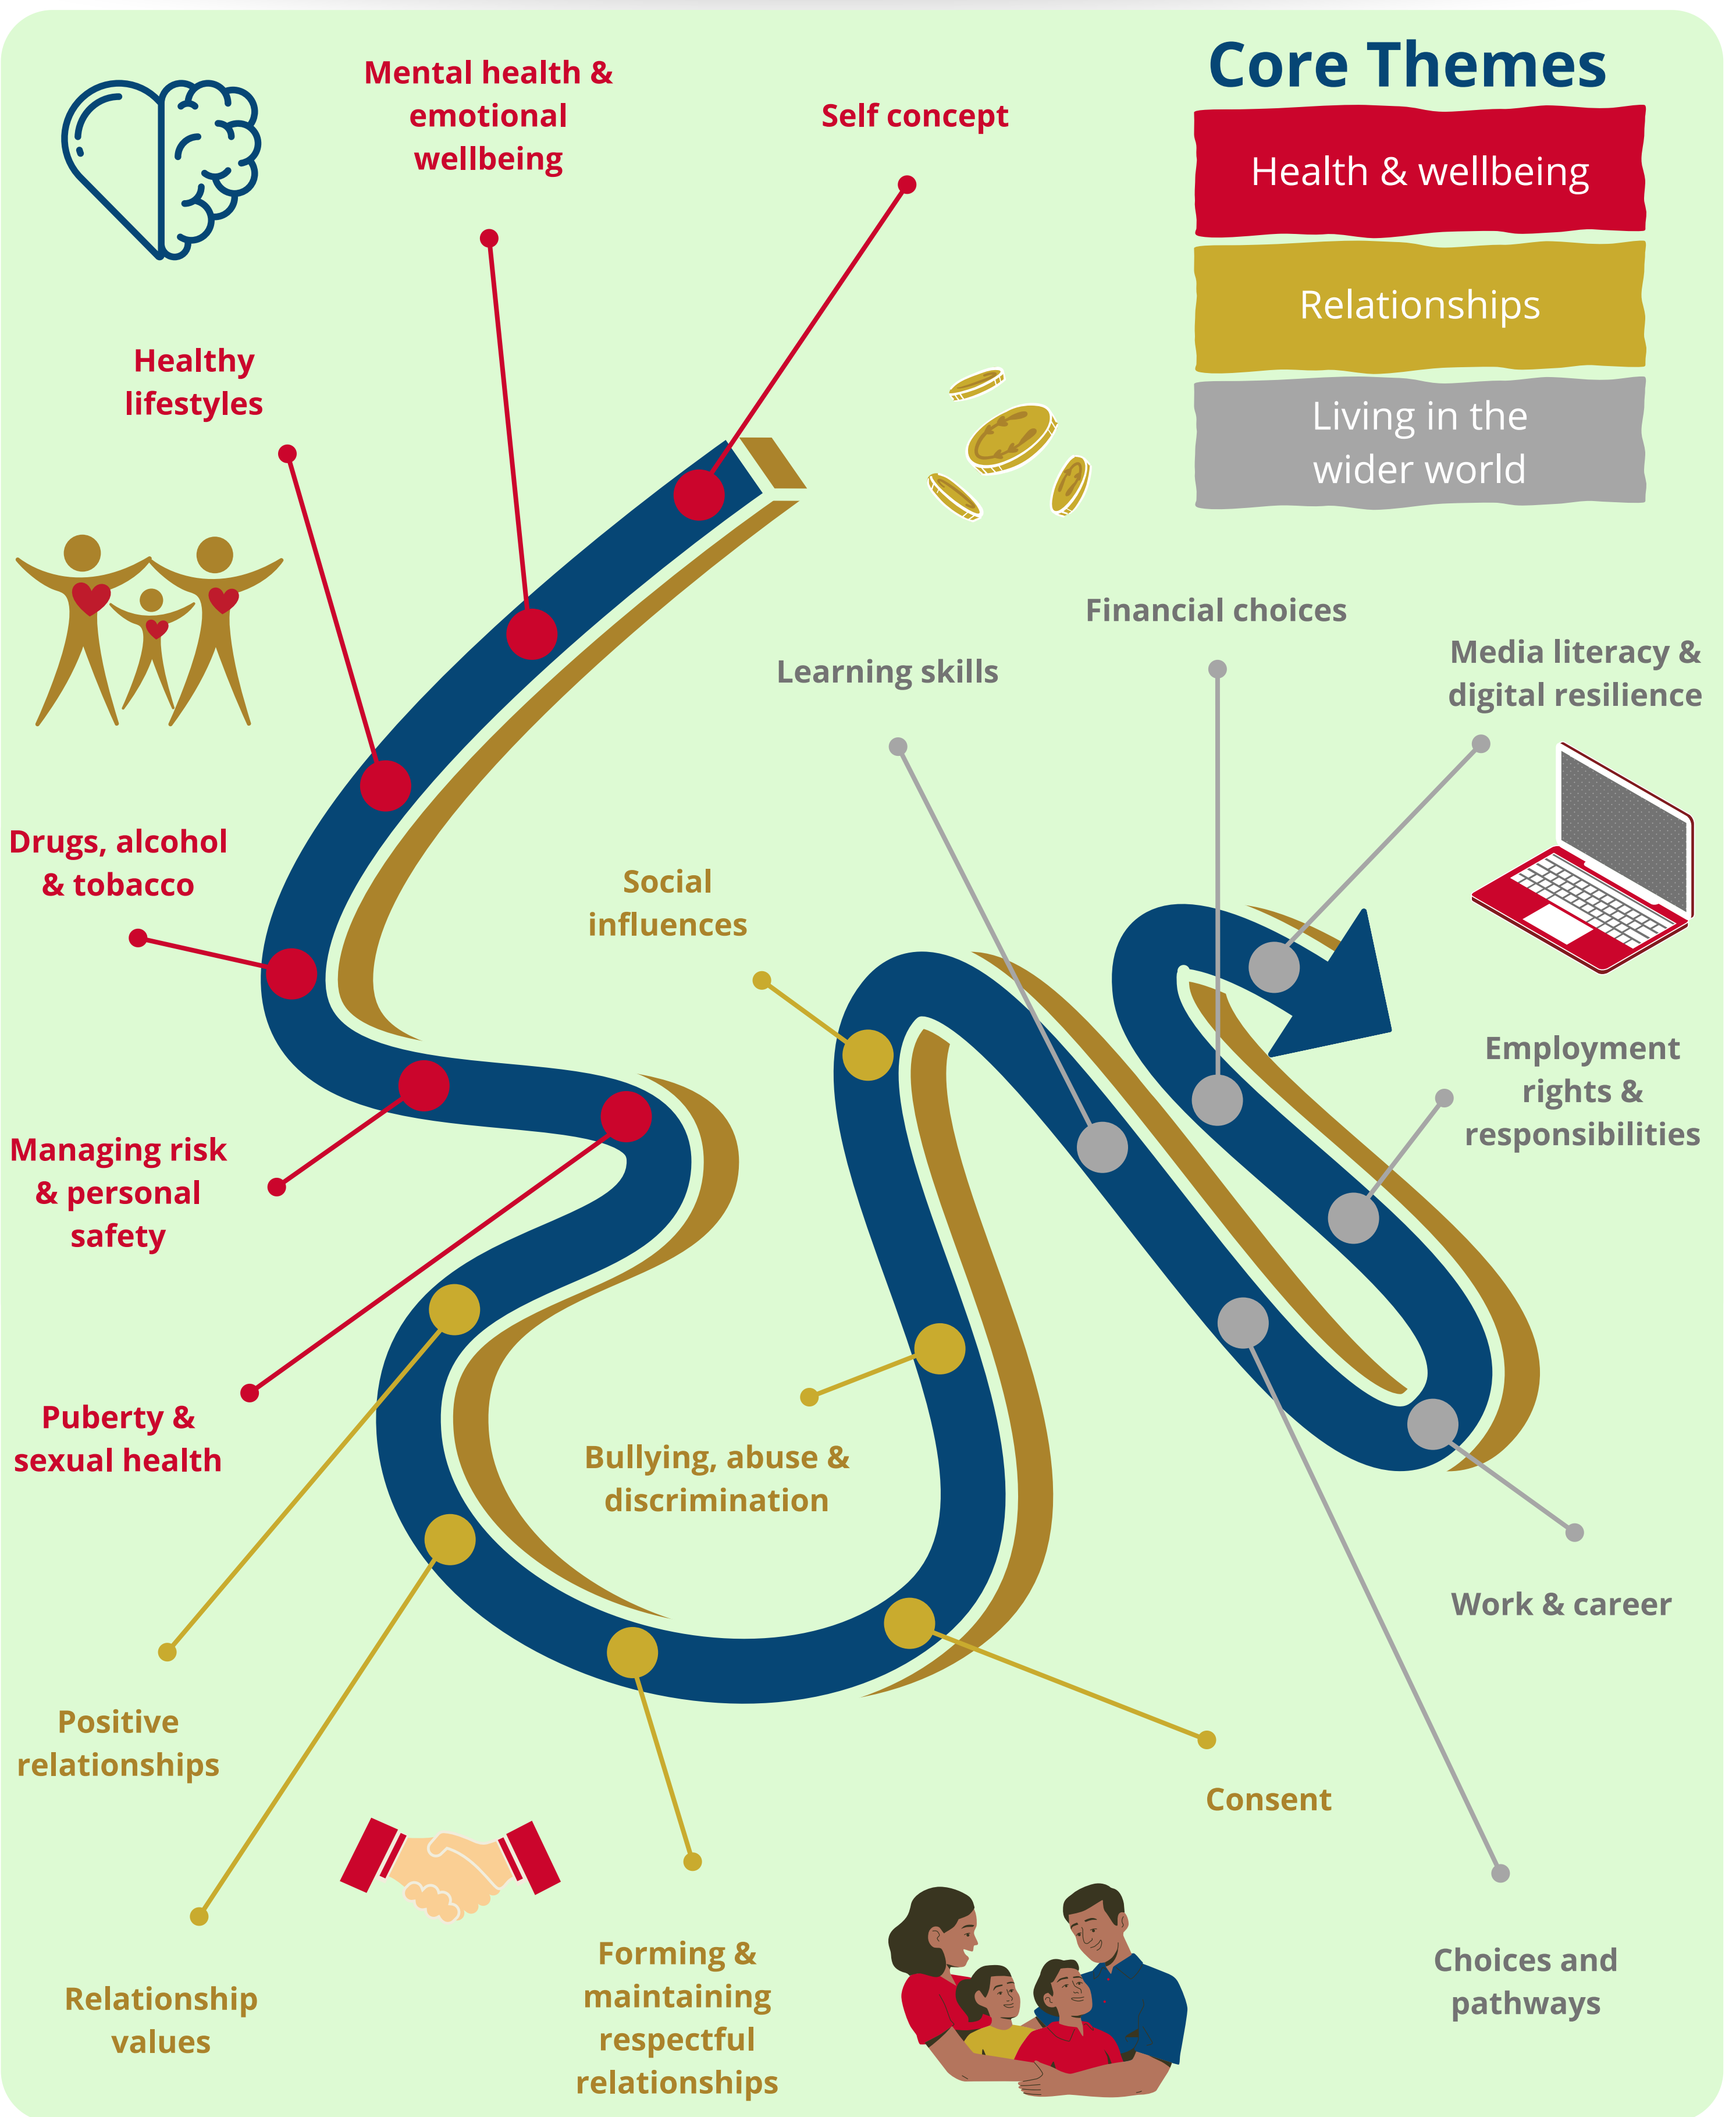 Core Themes
Health & wellbeing
Relationships
Living in the
wider world
Mental health &
emotional
wellbeing
Self concept
Healthy
lifestyles
Drugs, alcohol
& tobacco
Managing risk
& personal
safety
Puberty &
sexual health
Positive
relationships
Relationship
values
Forming &
maintaining
respectful
relationships
Consent
Bullying, abuse &
discrimination
Social
influences
Learning skills
Choices and
pathways
Work & career
Employment
rights &
responsibilities
Financial choices
Media literacy &
digital resilience